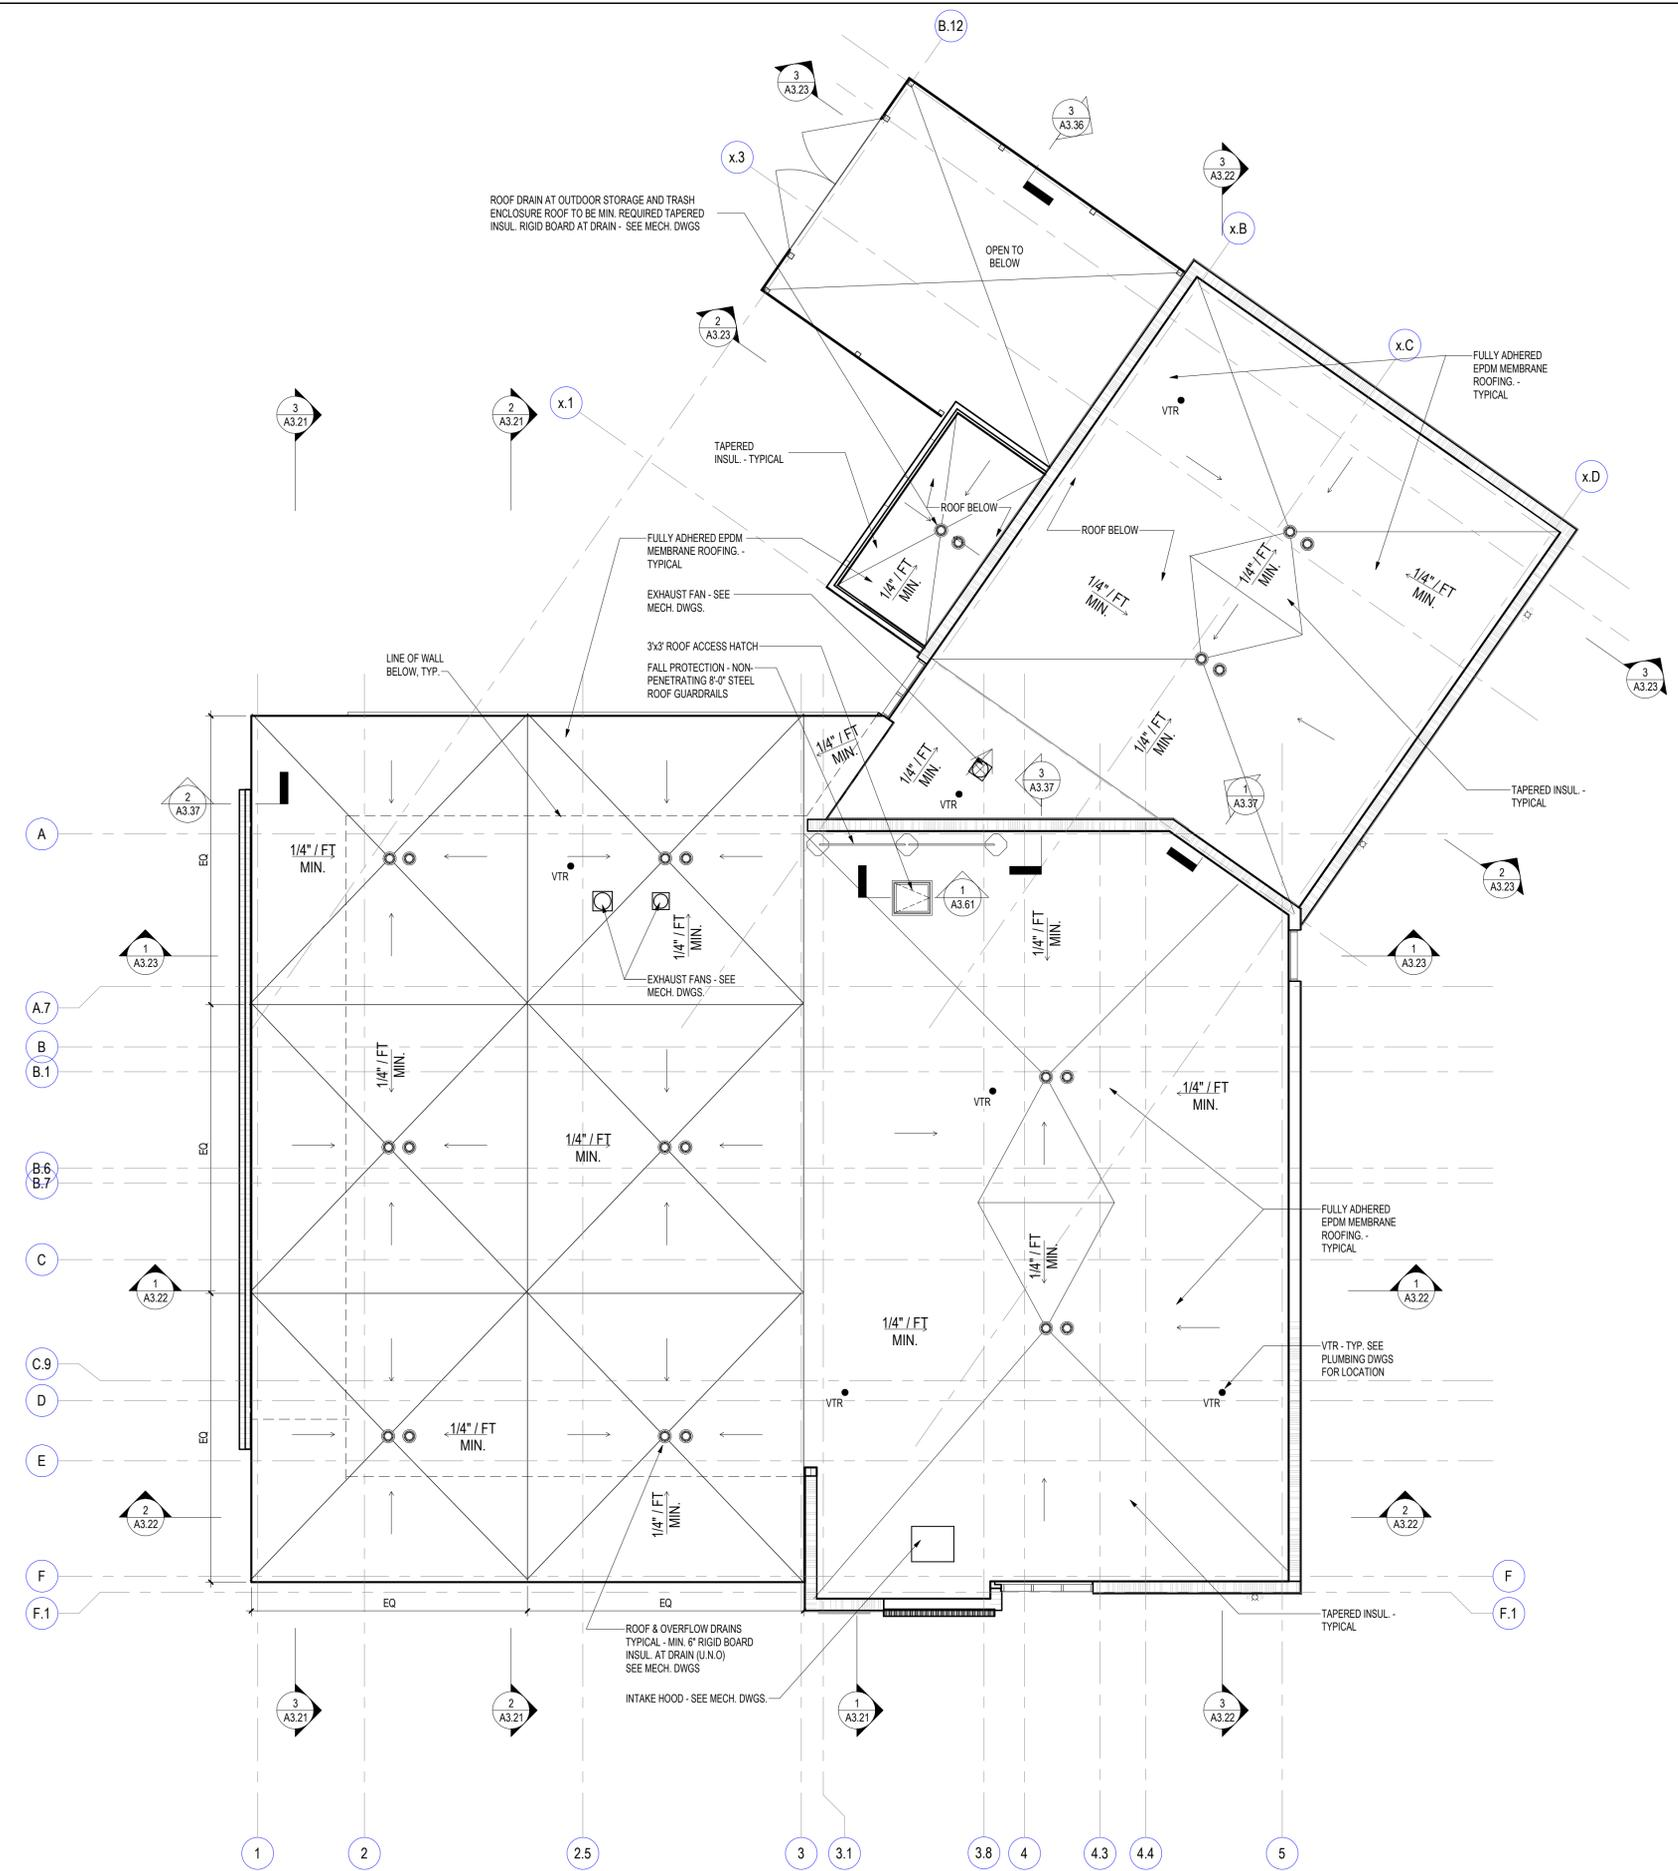 B.12
3
A3.23
3
A3.36
x.3
3
A3.22
ROOF DRAIN AT OUTDOOR STORAGE AND TRASH
ENCLOSURE ROOF TO BE MIN. REQUIRED TAPERED
INSUL. RIGID BOARD AT DRAIN - SEE MECH. DWGS
x.B
OPEN TO
BELOW
2
A3.23
x.C
FULLY ADHERED
EPDM MEMBRANE
ROOFING. -
TYPICAL
3
A3.21
2
A3.21
x.1
VTR
TAPERED
INSUL. - TYPICAL
x.D
ROOF BELOW
ROOF BELOW
FULLY ADHERED EPDM
MEMBRANE ROOFING. -
TYPICAL
1/4" / FT
MIN.
1/4" / FT
MIN.
1/4" / FT
MIN.
1/4" / FT
MIN.
EXHAUST FAN - SEE
MECH. DWGS.
3'x3' ROOF ACCESS HATCH
LINE OF WALL
BELOW, TYP.
FALL PROTECTION - NON-
PENETRATING 8'-0" STEEL
ROOF GUARDRAILS
3
A3.23
1/4" / FT
MIN.
1/4" / FT
MIN.
1/4" / FT
MIN.
2
A3.37
3
A3.37
1
A3.37
VTR
TAPERED INSUL. -
TYPICAL
A
EQ
1/4" / FT
MIN.
VTR
1
A3.61
2
A3.23
1/4" / FT
MIN.
1/4" / FT
MIN.
1
A3.23
1
A3.23
EXHAUST FANS - SEE
MECH. DWGS.
A.7
B
B.1
1/4" / FT
MIN.
VTR
1/4" / FT
MIN.
EQ
1/4" / FT
MIN.
B.6
B.7
FULLY ADHERED
EPDM MEMBRANE
ROOFING. -
TYPICAL
C
1/4" / FT
MIN.
1
A3.22
1
A3.22
1/4" / FT
MIN.
C.9
VTR - TYP. SEE
PLUMBING DWGS
FOR LOCATION
D
VTR
VTR
EQ
1/4" / FT
MIN.
E
2
A3.22
1/4" / FT
MIN.
2
A3.22
F
F
F.1
EQ
EQ
F.1
ROOF & OVERFLOW DRAINS
TYPICAL - MIN. 6" RIGID BOARD
INSUL. AT DRAIN (U.N.O)
SEE MECH. DWGS
TAPERED INSUL. -
TYPICAL
INTAKE HOOD - SEE MECH. DWGS.
3
A3.21
2
A3.21
1
A3.21
3
A3.22
1
2
2.5
3
3.1
3.8
4
4.3
4.4
5